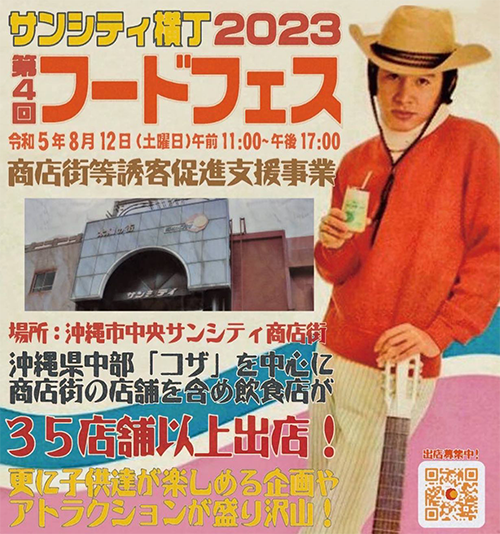 サンシティ横丁2023
第4回フードフェス
令和5年8月12日(土曜日)午前11:00~午後17:00
商店街等誘客促進支援事業
サンシティ
場所：沖縄市中央サンシティ商店街
沖縄県中部「コザ」を中心に
商店街の店舗を含め飲食店が
35店舗以上出店！
更に子供達が楽しめる企画や
アトラクションが盛り沢山！
出店募集中！